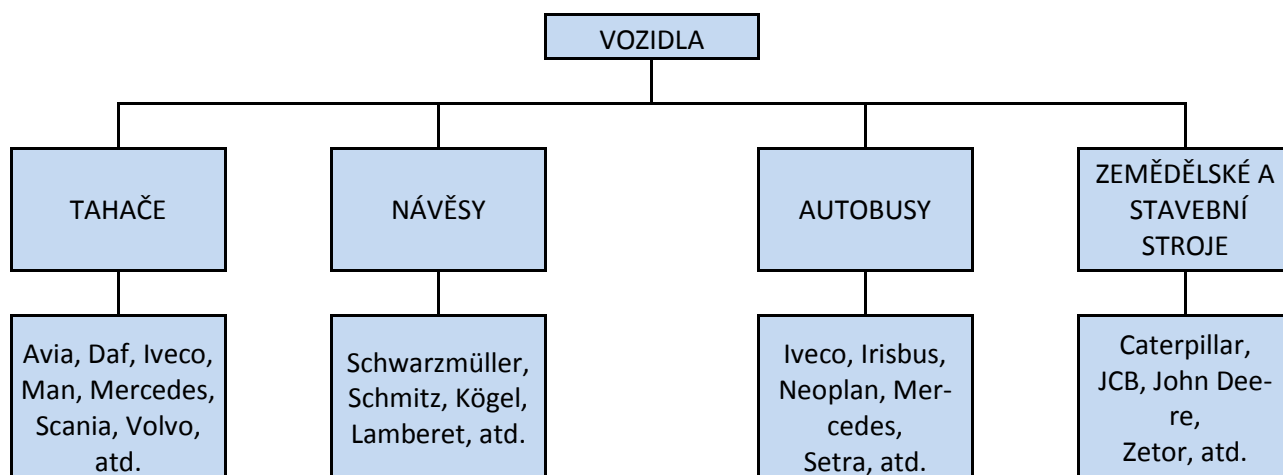 VOZIDLA
TAHAČE
NÁVĚSY
AUTOBUSY
ZEMĚDĚLSKÉ A
STAVEBNÍ
STROJE
Avia, Daf, Iveco,
Man, Mercedes,
Scania, Volvo,
atd.
Schwarzmüller,
Schmitz, Kögel,
Lamberet, atd.
Iveco, Irisbus,
Neoplan, Mer-
cedes,
Setra, atd.
Caterpillar,
JCB, John Dee-
re,
Zetor, atd.